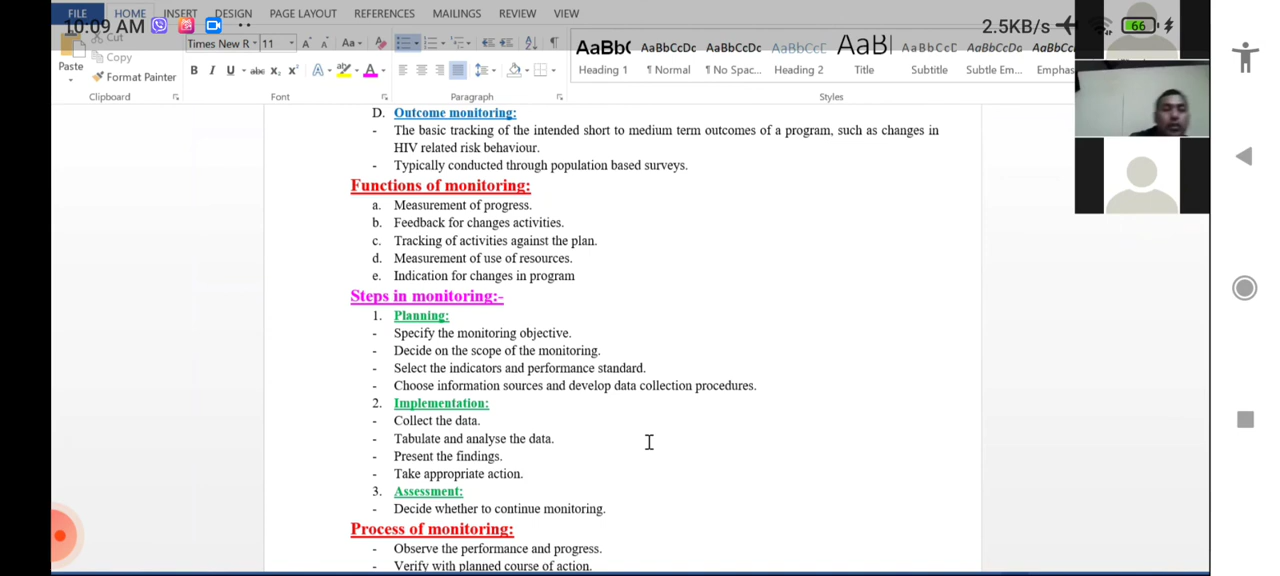 FILE HOME INSERT DESIGN PAGE LAYOUT REFERENCES MAILINGS REVIEW VIEW
10:09 AM 2.5KB/s 66
Cut Times New R 11 Aa AaBbCcDc AaBbCcDc AaBbCcDc AaBbCcDc
Copy
Paste Format Painter B I U abc Heading 1 ¶ Normal ¶ No Spac... Heading 2 Title Subtitle Subtle Em... Emphas
Clipboard Font Paragraph Styles
D. Outcome monitoring:
- The basic tracking of the intended short to medium term outcomes of a program, such as changes in
HIV related risk behaviour.
- Typically conducted through population based surveys.
Functions of monitoring:
a. Measurement of progress.
b. Feedback for changes activities.
c. Tracking of activities against the plan.
d. Measurement of use of resources.
e. Indication for changes in program
Steps in monitoring:-
1. Planning:
- Specify the monitoring objective.
- Decide on the scope of the monitoring.
- Select the indicators and performance standard.
- Choose information sources and develop data collection procedures.
2. Implementation:
- Collect the data.
- Tabulate and analyse the data.
- Present the findings.
- Take appropriate action.
3. Assessment:
- Decide whether to continue monitoring.
Process of monitoring:
- Observe the performance and progress.
- Verify with planned course of action.